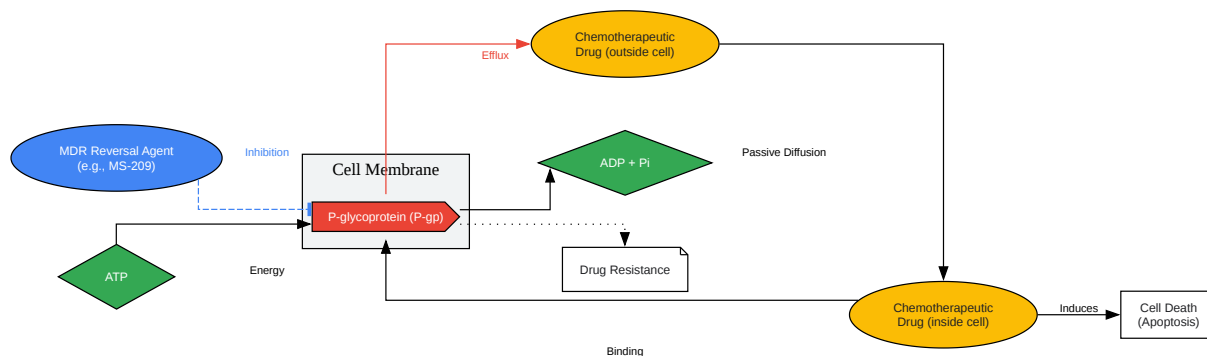 Chemotherapeutic
Drug (outside cell)
Efflux
MDR Reversal Agent
(e.g., MS-209)
Inhibition
Cell Membrane
ADP + Pi
Passive Diffusion
P-glycoprotein (P-gp)
ATP
Energy
Drug Resistance
Chemotherapeutic
Drug (inside cell)
Induces
Cell Death
(Apoptosis)
Binding